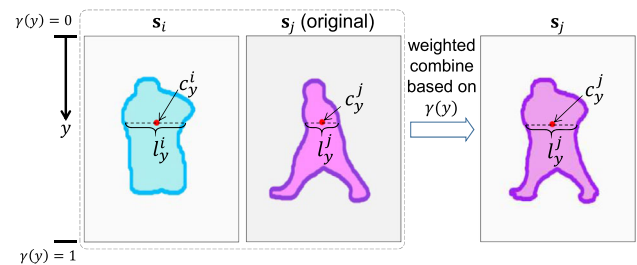 γ(y) = 0
s_i
s_j (original)
s_j
weighted
combine
based on
γ(y)
y
c_y^i
l_y^i
c_y^j
l_y^j
c_y^j
l_y^j
γ(y) = 1